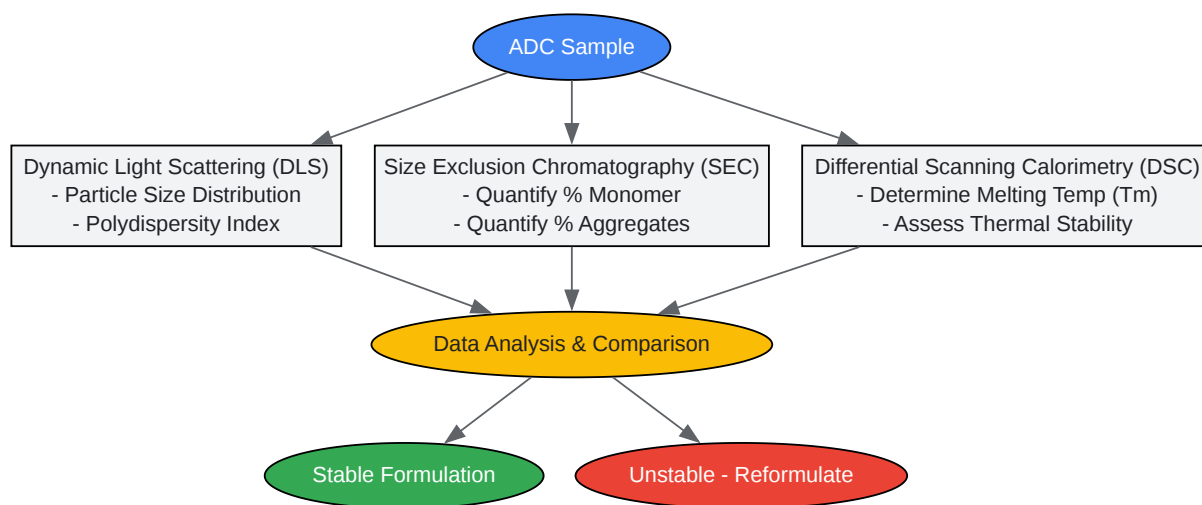 ADC Sample
Dynamic Light Scattering (DLS)
- Particle Size Distribution
- Polydispersity Index
Size Exclusion Chromatography (SEC)
- Quantify % Monomer
- Quantify % Aggregates
Differential Scanning Calorimetry (DSC)
- Determine Melting Temp (Tm)
- Assess Thermal Stability
Data Analysis & Comparison
Stable Formulation
Unstable - Reformulate